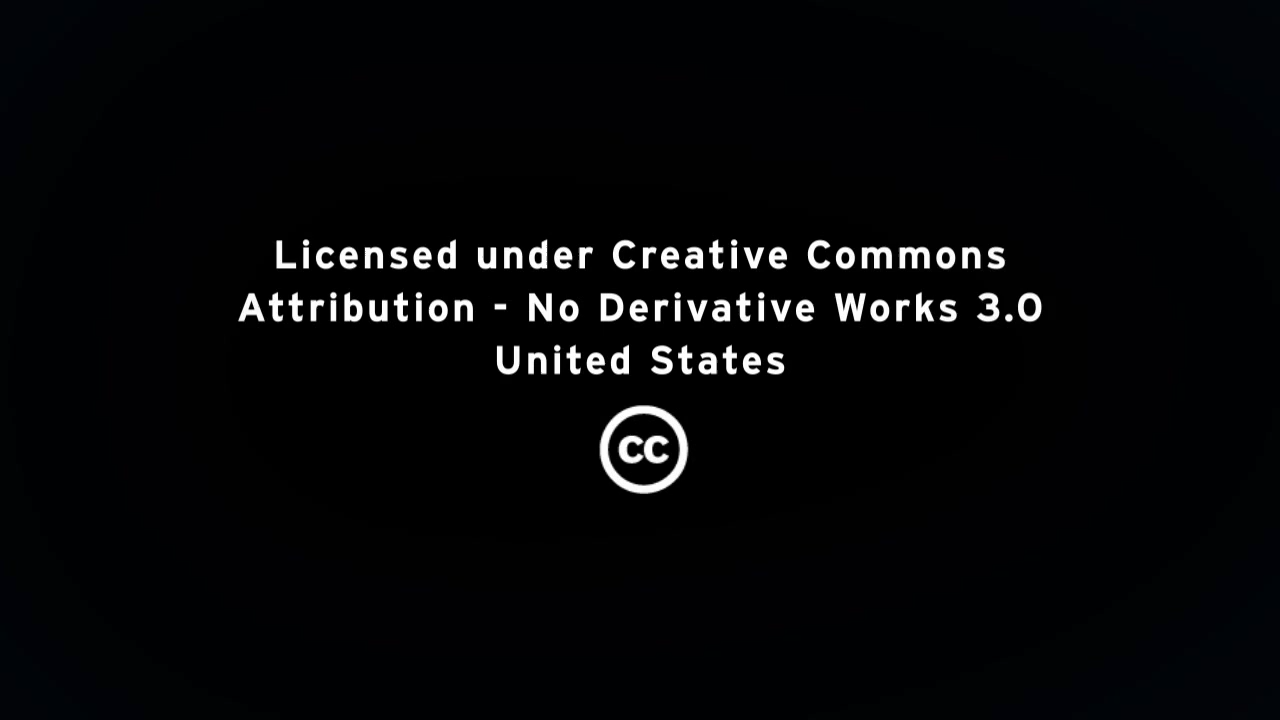 Licensed under Creative Commons
Attribution - No Derivative Works 3.0
United States
cc